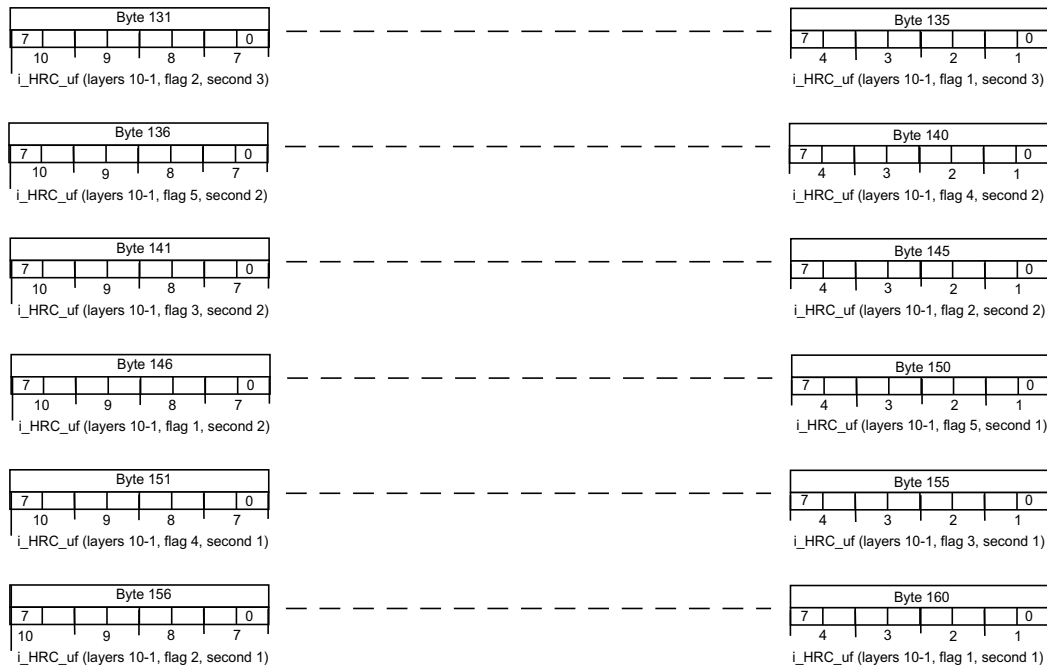 Byte 131 Byte 135
7 0 7 0
10 9 8 7 4 3 2 1
i_HRC_uf (layers 10-1, flag 2, second 3) i_HRC_uf (layers 10-1, flag 1, second 3)
Byte 136 Byte 140
7 0 7 0
10 9 8 7 4 3 2 1
i_HRC_uf (layers 10-1, flag 5, second 2) i_HRC_uf (layers 10-1, flag 4, second 2)
Byte 141 Byte 145
7 0 7 0
10 9 8 7 4 3 2 1
i_HRC_uf (layers 10-1, flag 3, second 2) i_HRC_uf (layers 10-1, flag 2, second 2)
Byte 146 Byte 150
7 0 7 0
10 9 8 7 4 3 2 1
i_HRC_uf (layers 10-1, flag 1, second 2) i_HRC_uf (layers 10-1, flag 5, second 1)
Byte 151 Byte 155
7 0 7 0
10 9 8 7 4 3 2 1
i_HRC_uf (layers 10-1, flag 4, second 1) i_HRC_uf (layers 10-1, flag 3, second 1)
Byte 156 Byte 160
7 0 7 0
10 9 8 7 4 3 2 1
i_HRC_uf (layers 10-1, flag 2, second 1) i_HRC_uf (layers 10-1, flag 1, second 1)